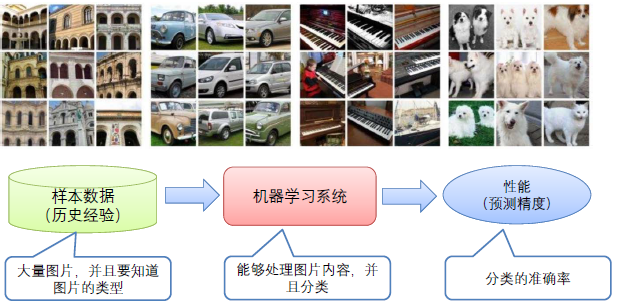 样本数据
（历史经验）
机器学习系统
性能
（预测精度）
大量图片，并且要知道
图片的类型
能够处理图片内容，并
且分类
分类的准确率